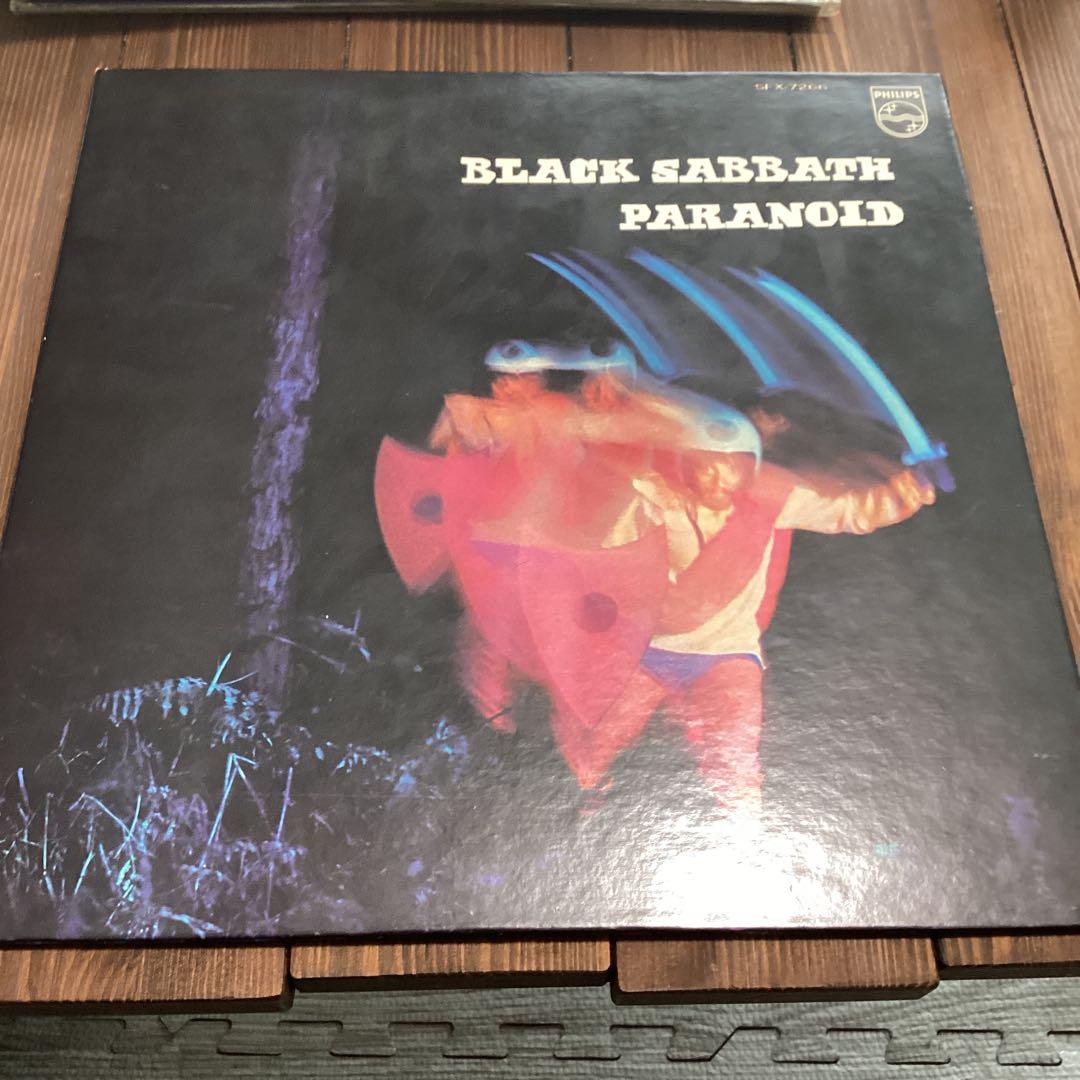 SFX-7266
PHILIPS
BLACK SABBATH
PARANOID